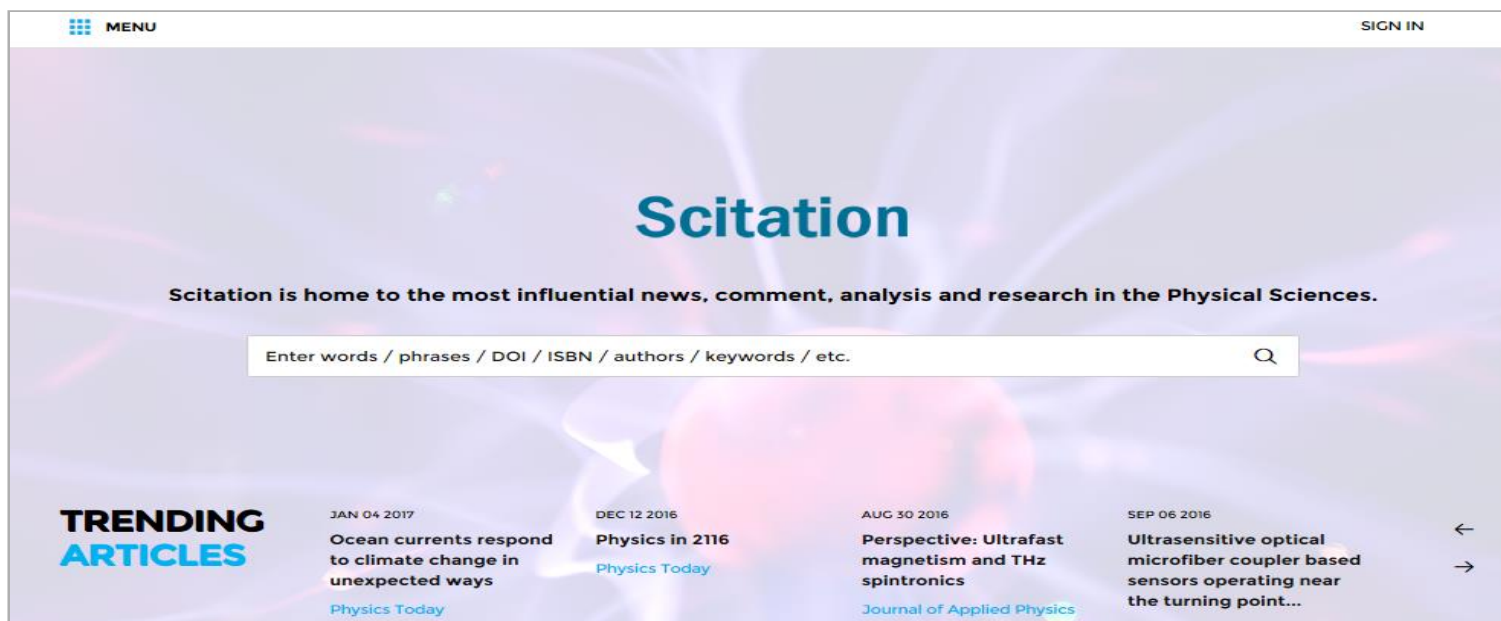 MENU
SIGN IN
Scitation
Scitation is home to the most influential news, comment, analysis and research in the Physical Sciences.
Enter words / phrases / DOI / ISBN / authors / keywords / etc.
TRENDING
ARTICLES
JAN 04 2017
Ocean currents respond
to climate change in
unexpected ways
Physics Today
DEC 12 2016
Physics in 2116
Physics Today
AUG 30 2016
Perspective: Ultrafast
magnetism and THz
spintronics
Journal of Applied Physics
SEP 06 2016
Ultrasensitive optical
microfiber coupler based
sensors operating near
the turning point...